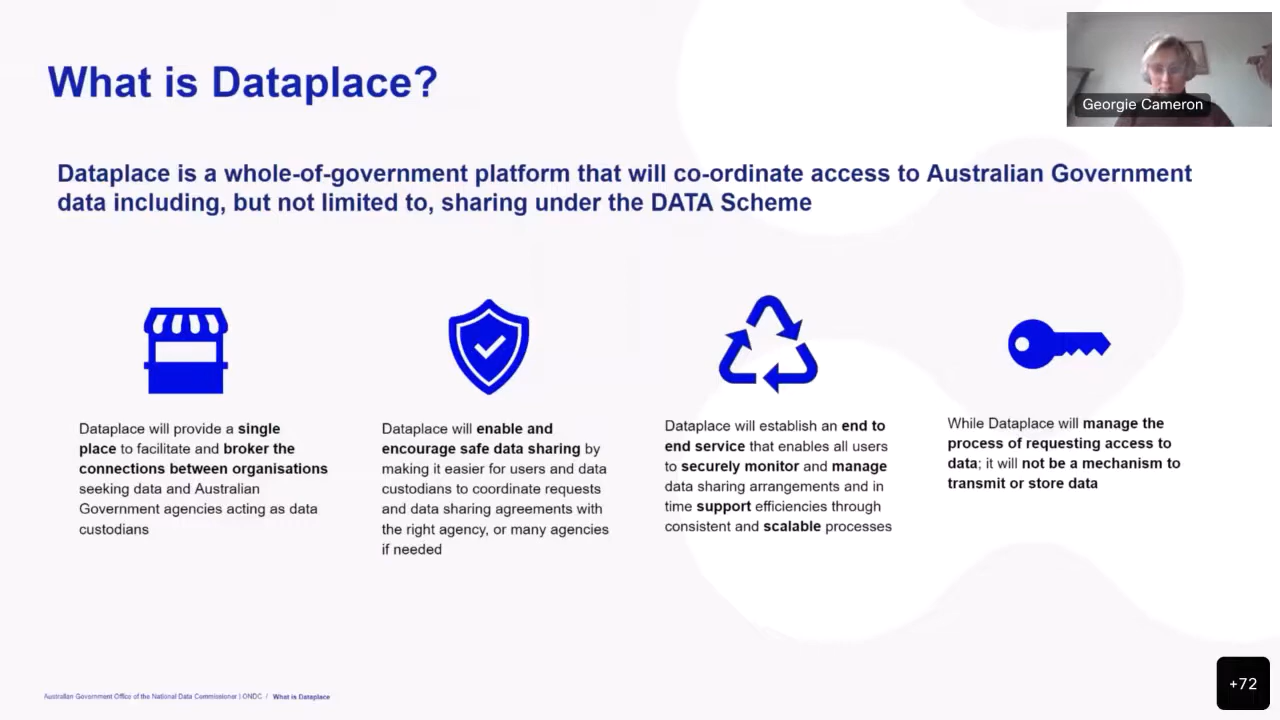 What is Dataplace?
Georgie Cameron
Dataplace is a whole-of-government platform that will co-ordinate access to Australian Government
data including, but not limited to, sharing under the DATA Scheme
Dataplace will provide a single
place to facilitate and broker the
connections between organisations
seeking data and Australian
Government agencies acting as data
custodians
Dataplace will enable and
encourage safe data sharing by
making it easier for users and data
custodians to coordinate requests
and data sharing agreements with
the right agency, or many agencies
if needed
Dataplace will establish an end to
end service that enables all users
to securely monitor and manage
data sharing arrangements and in
time support efficiencies through
consistent and scalable processes
While Dataplace will manage the
process of requesting access to
data; it will not be a mechanism to
transmit or store data
Australian Government Office of the National Data Commissioner | ONDC / What is Dataplace
+72